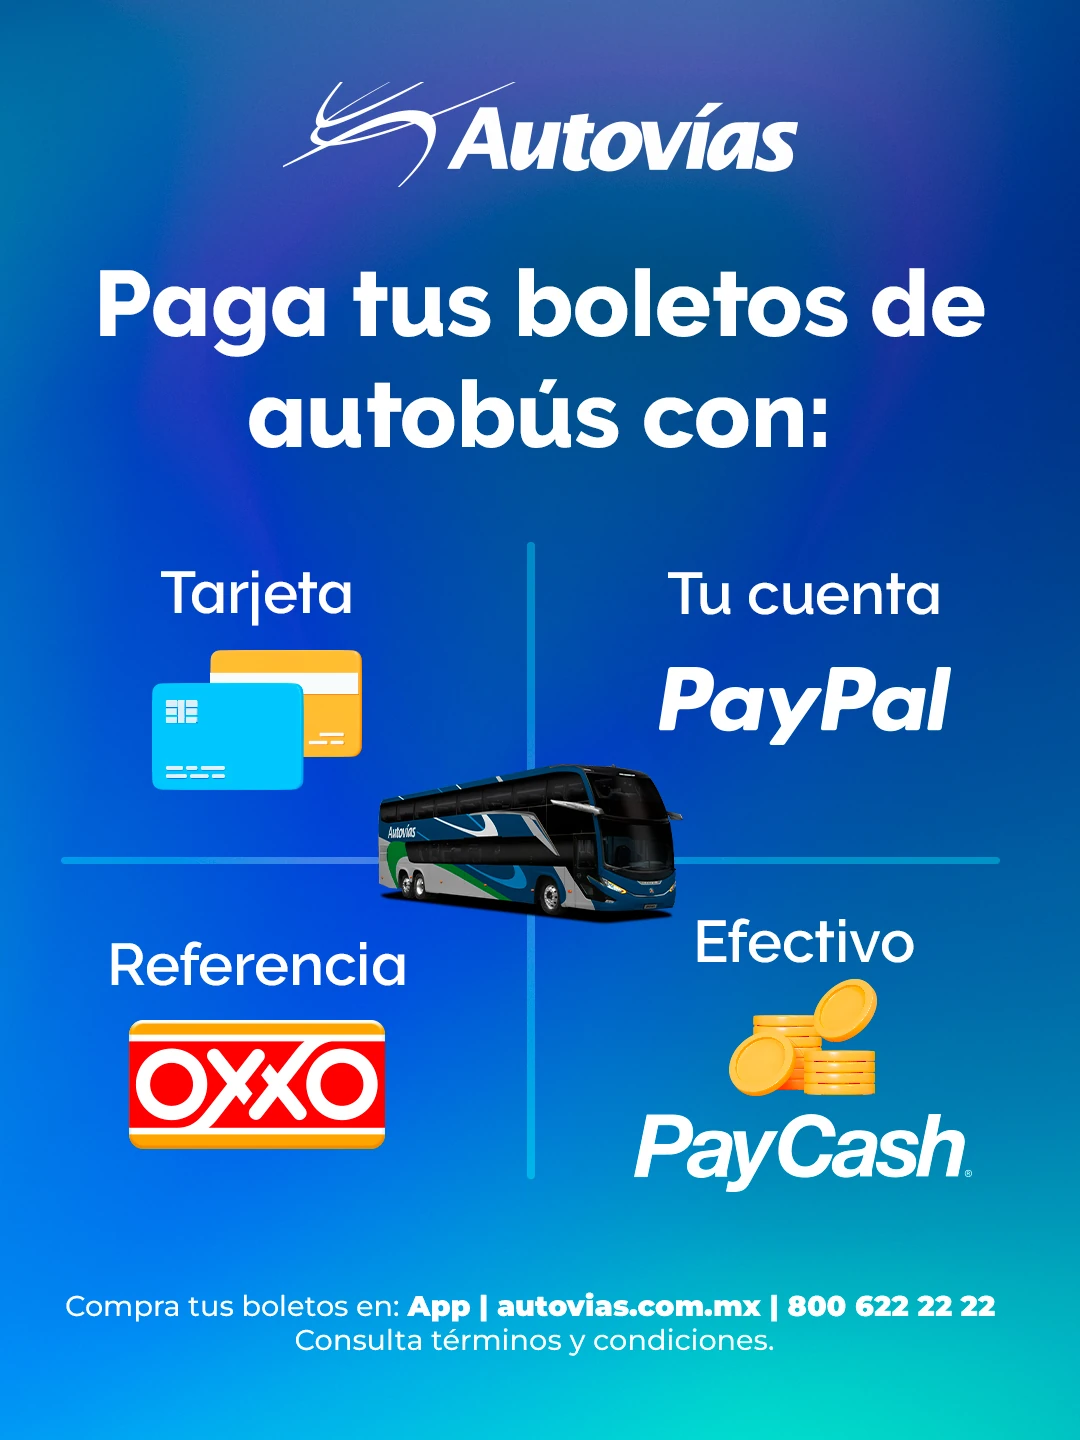 Autovías
Paga tus boletos de
autobús con:
Tarjeta
Tu cuenta
PayPal
Autovías
Referencia
OXXO
Efectivo
PayCash®
Compra tus boletos en: App | autovias.com.mx | 800 622 22 22
Consulta términos y condiciones.